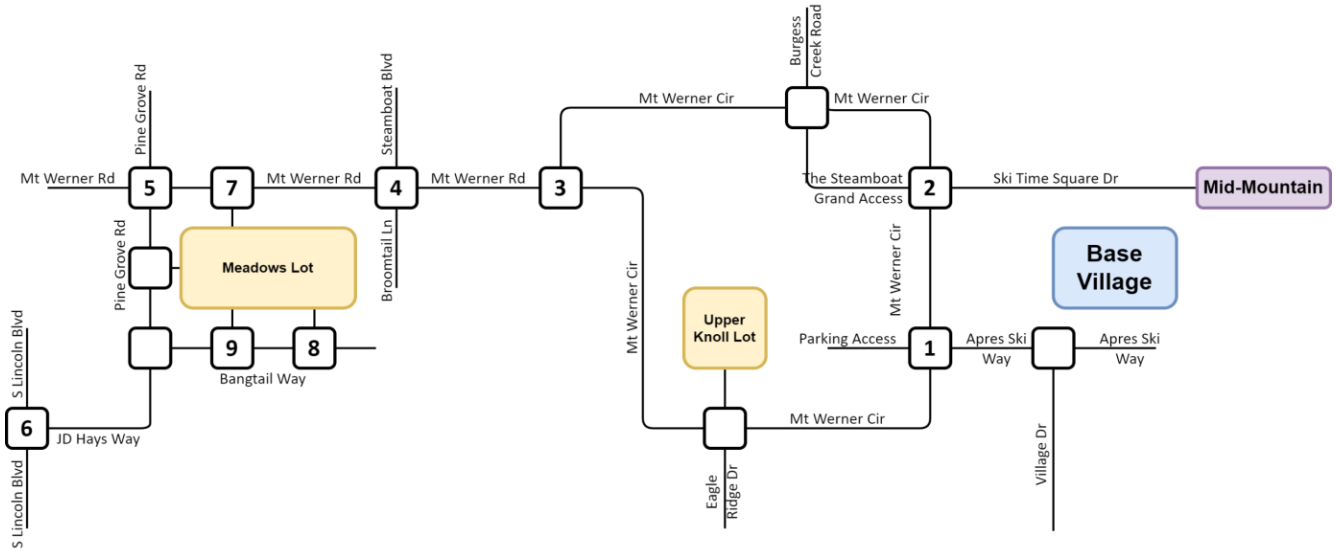 Burgess
Creek Road
Steamboat Blvd
Pine Grove Rd
Mt Werner Cir
Mt Werner Cir
Mt Werner Rd
5
7
Mt Werner Rd
4
Mt Werner Rd
3
The Steamboat
Grand Access
2
Ski Time Square Dr
Mid-Mountain
Pine Grove Rd
Meadows Lot
Broomtail Ln
Mt Werner Cir
Mt Werner Cir
Base
Village
Upper
Knoll Lot
S Lincoln Blvd
9
8
Bangtail Way
Parking Access
1
Apres Ski
Way
Apres Ski
Way
6
JD Hays Way
Mt Werner Cir
S Lincoln Blvd
Eagle
Ridge Dr
Village Dr